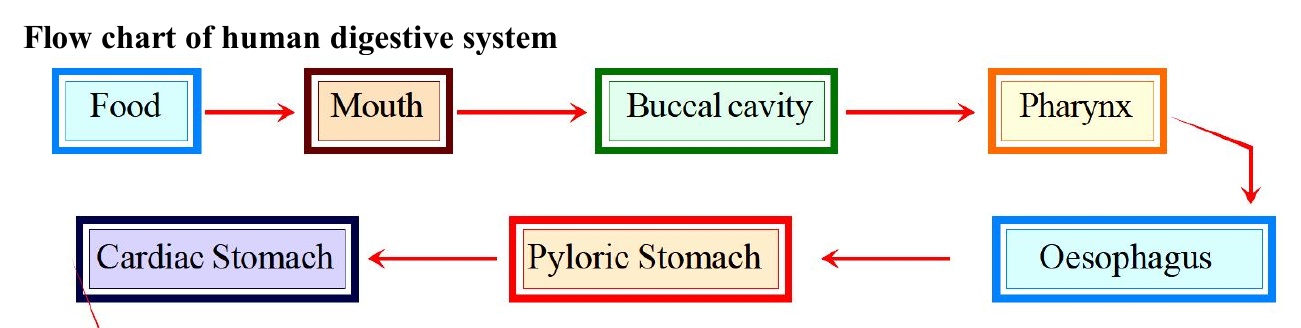 Flow chart of human digestive system
Food
Mouth
Buccal cavity
Pharynx
Oesophagus
Pyloric Stomach
Cardiac Stomach